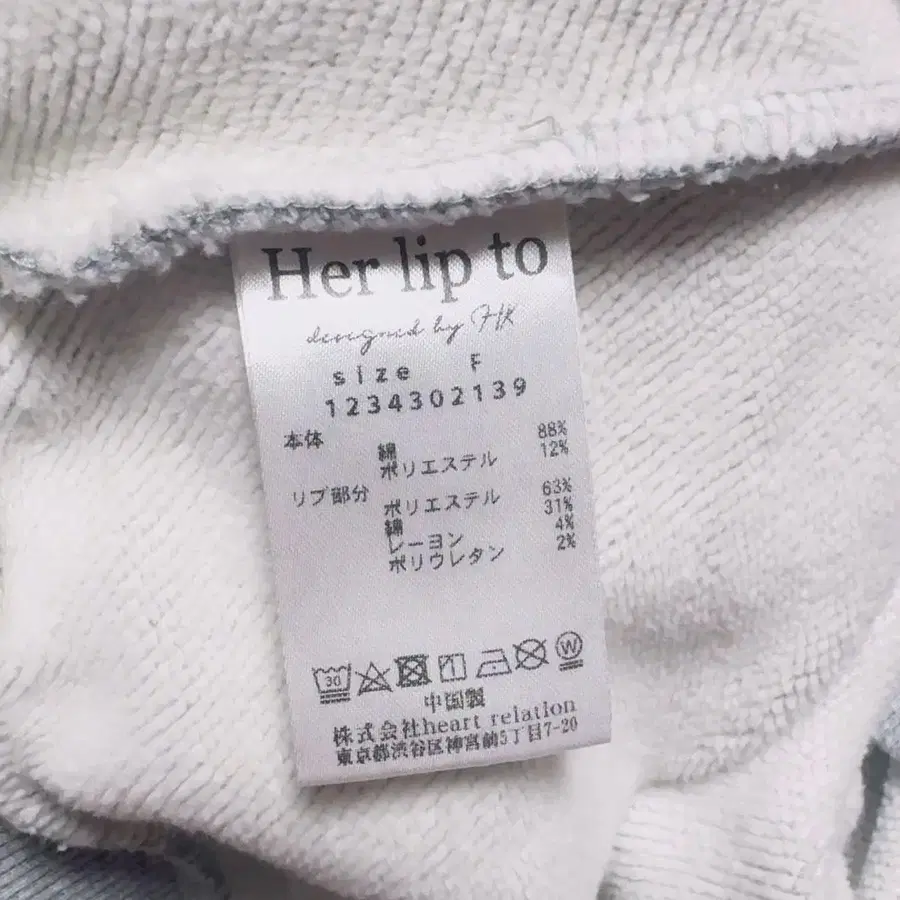 Her lip to
designed by HK
size F
1234302139
本体 綿 88%
ポリエステル 12%
リブ部分 ポリエステル 63%
綿 31%
レーヨン 4%
ポリウレタン 2%
30 W
中国製
株式会社heart relation
東京都渋谷区神宮前5丁目7-20